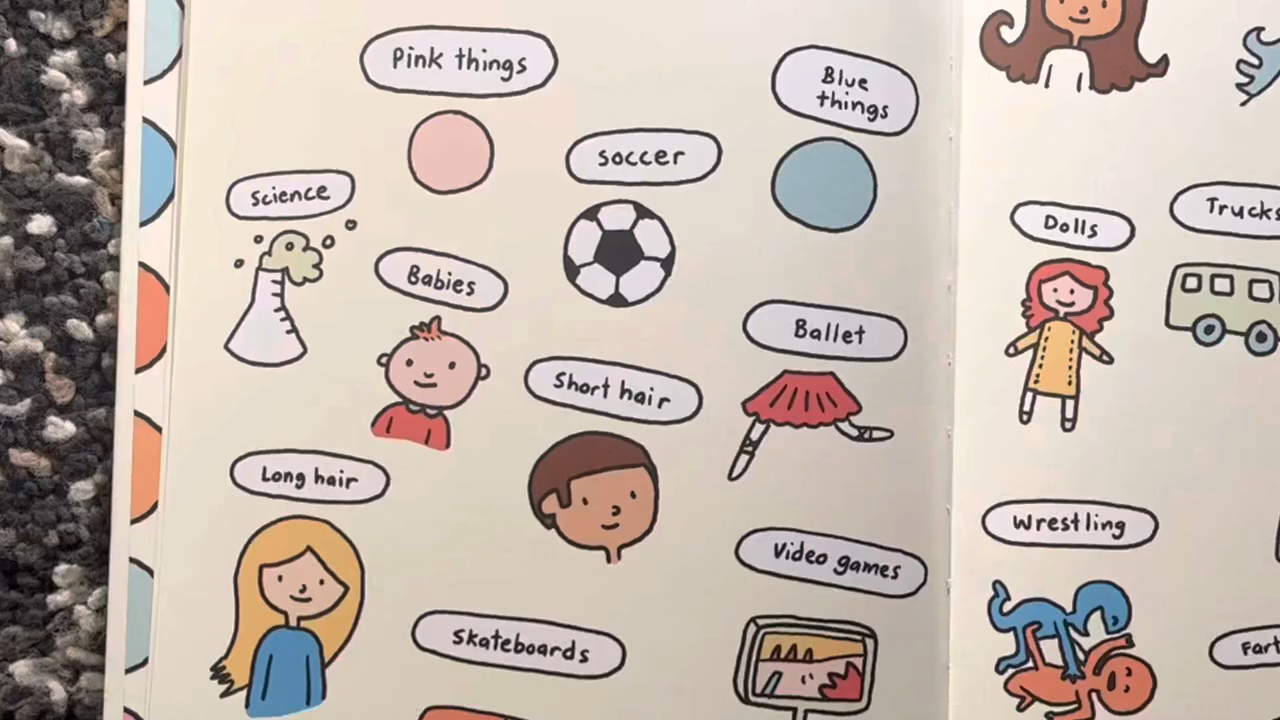 Pink things
Blue
things
soccer
Science
Babies
Ballet
Short hair
Long hair
Video games
Skateboards
Dolls
Trucks
Wrestling